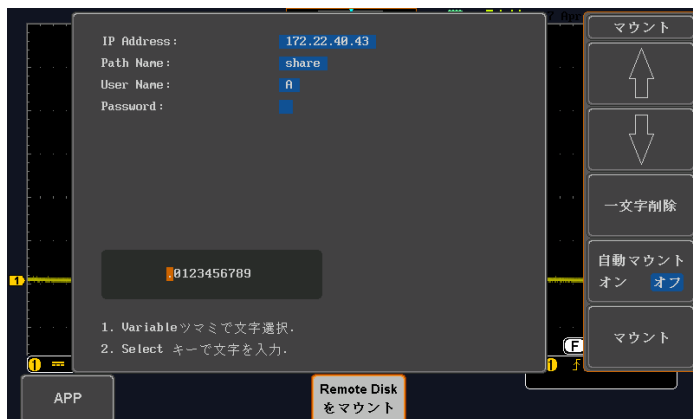 マウント
IP Address:
172.22.40.43
Path Name:
share
User Name:
A
Password:
一文字削除
自動マウント
オン オフ
.0123456789
1. Variableツマミで文字選択.
2. Select キーで文字を入力.
マウント
1
F
1
1
APP
Remote Disk
をマウント